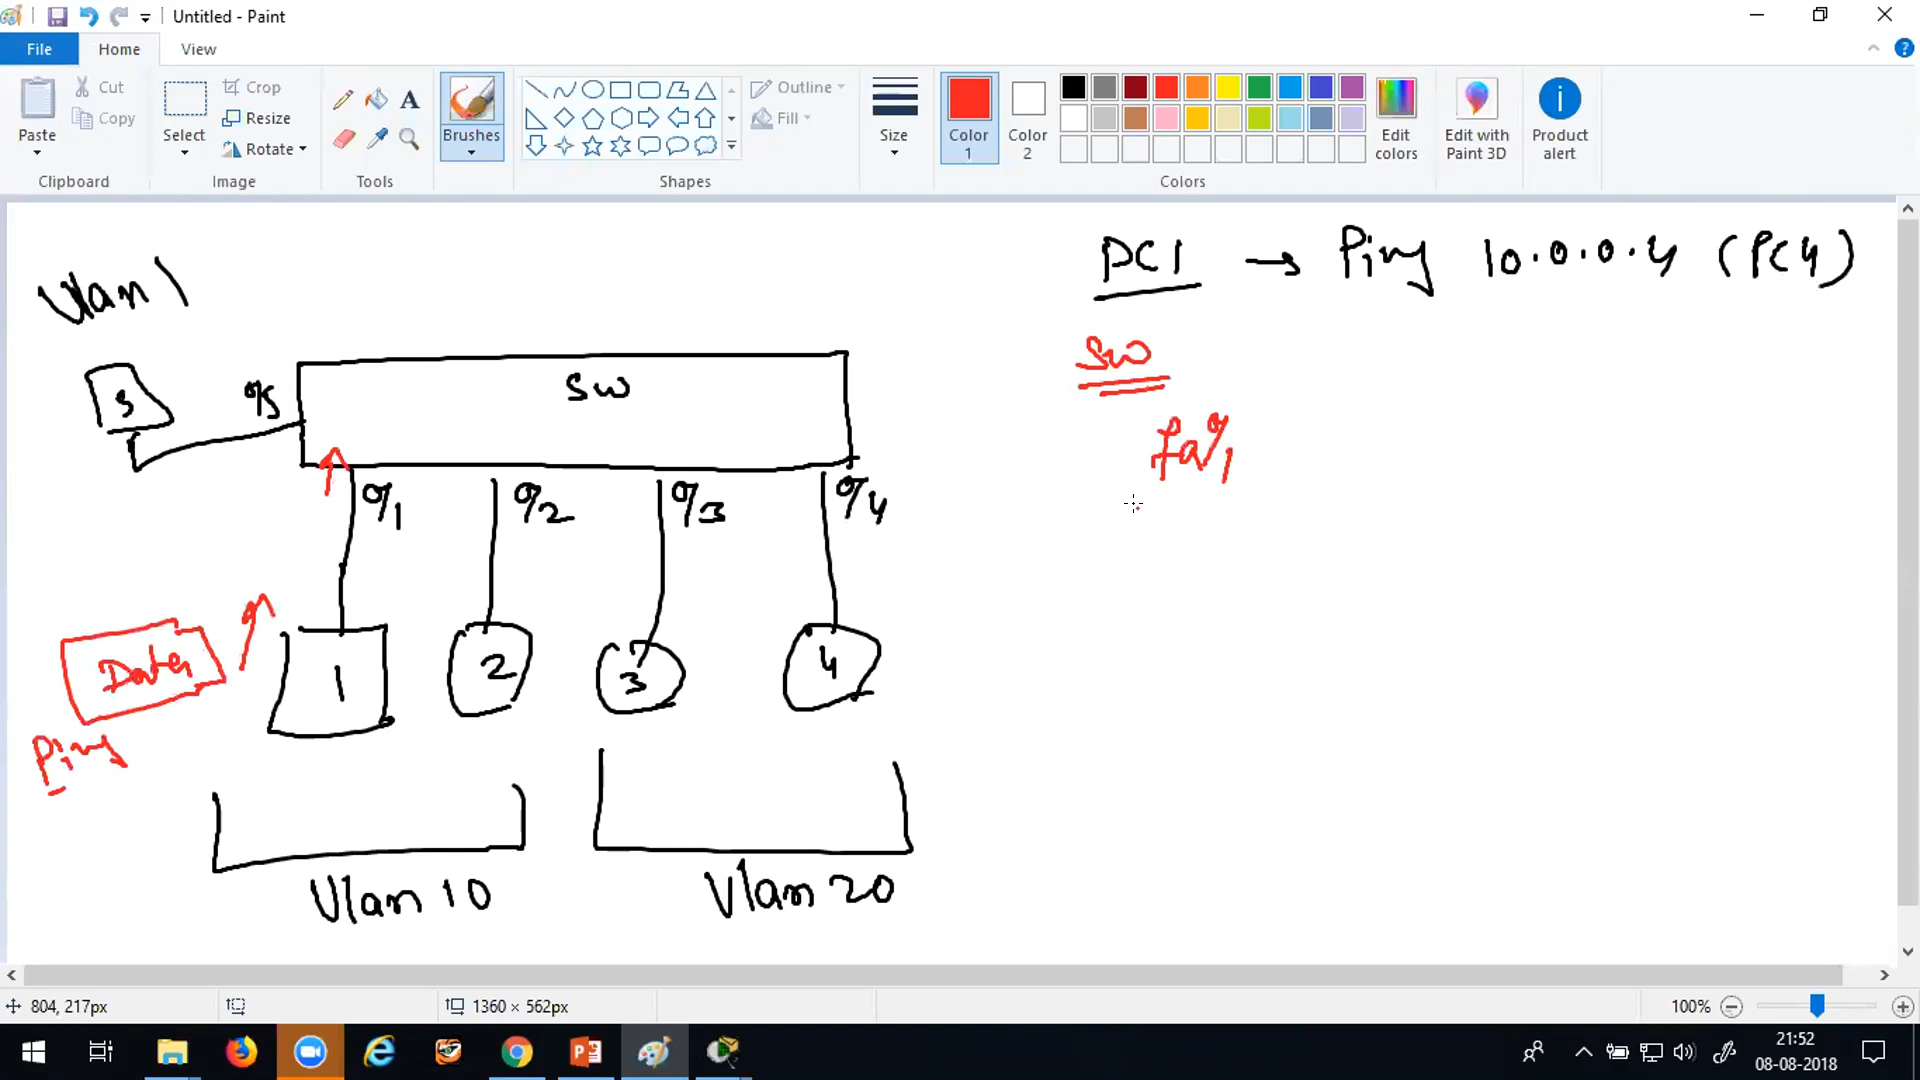 Untitled - Paint
File
Home
View
Paste
Cut
Copy
Clipboard
Select
Crop
Resize
Rotate
Image
Tools
Brushes
Outline
Fill
Shapes
Size
Color 1
Color 2
Edit colors
Edit with Paint 3D
Product alert
Colors
Vlan 1
PC1 → Ping 10.0.0.4 (PC4)
SW
fa0/1
5
0/5
SW
0/1
0/2
0/3
0/4
Data
Ping
1
2
3
4
Vlan 10
Vlan 20
804, 217px
1360 × 562px
100%
21:52
08-08-2018